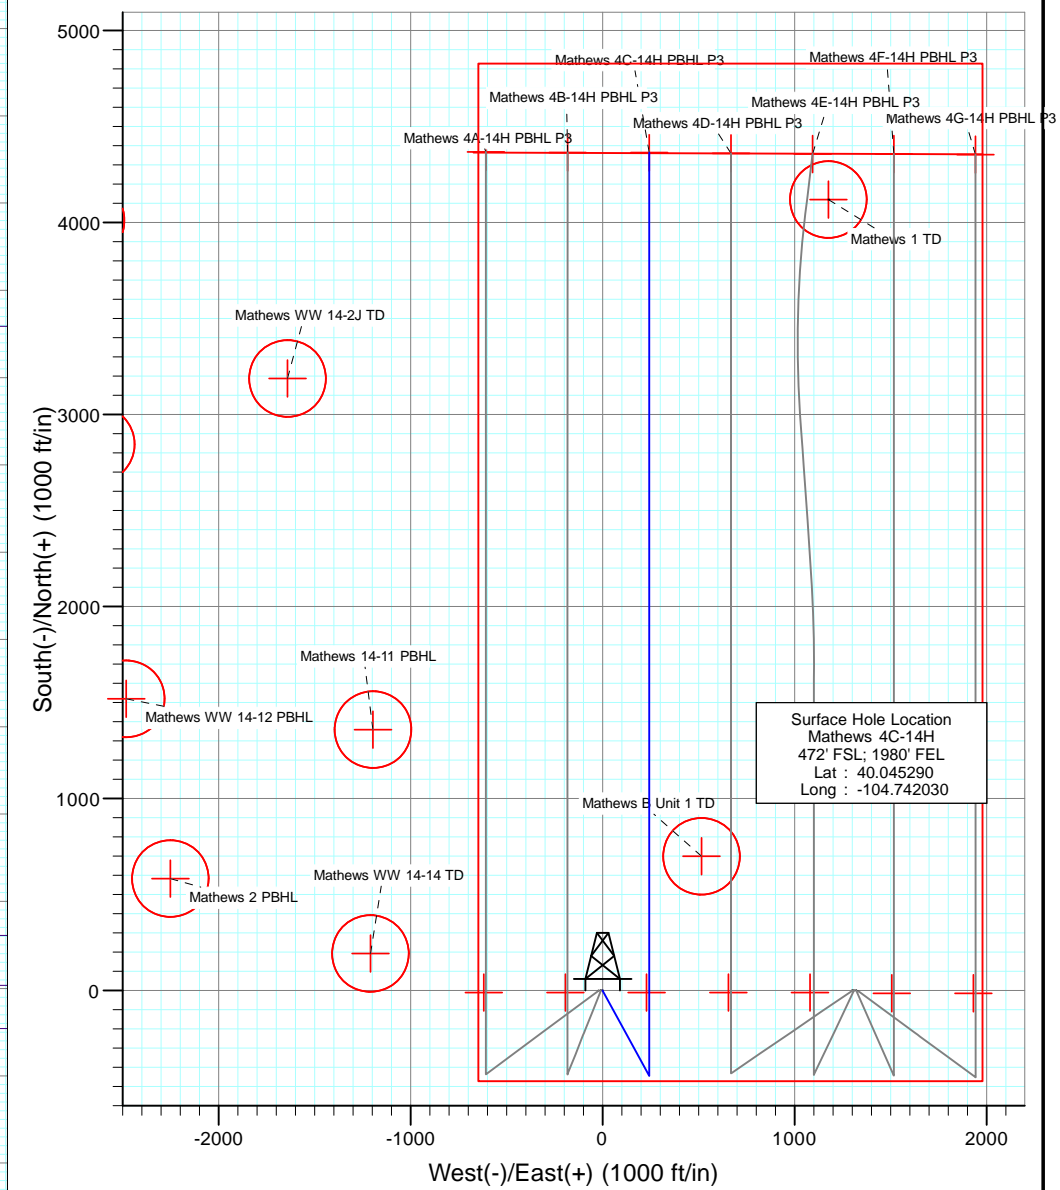 5000
4000
3000
2000
1000
0
South(-)/North(+) (1000 ft/in)
Mathews 4C-14H PBHL P3
Mathews 4F-14H PBHL P3
Mathews 4B-14H PBHL P3
Mathews 4E-14H PBHL P3
Mathews 4G-14H PBHL P3
Mathews 4D-14H PBHL P3
Mathews 4A-14H PBHL P3
Mathews 1 TD
Mathews WW 14-2J TD
Mathews 14-11 PBHL
Mathews WW 14-12 PBHL
Surface Hole Location
Mathews 4C-14H
472' FSL; 1980' FEL
Lat : 40.045290
Long : -104.742030
Mathews B Unit 1 TD
Mathews WW 14-14 TD
Mathews 2 PBHL
-2000
-1000
0
1000
2000
West(-)/East(+) (1000 ft/in)